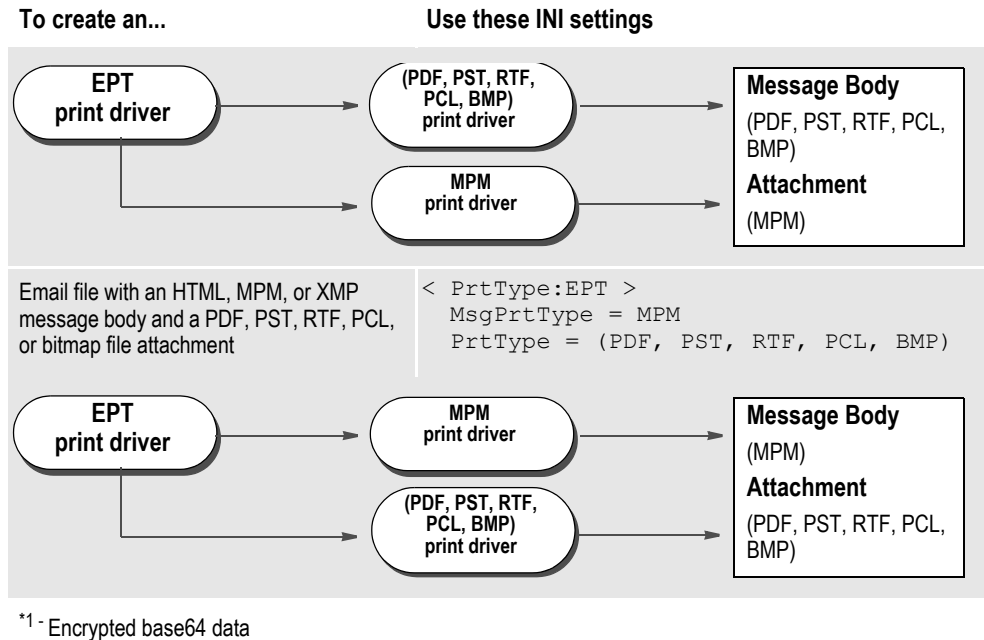 To create an...
Use these INI settings
EPT
print driver
(PDF, PST, RTF,
PCL, BMP)
print driver
Message Body
(PDF, PST, RTF, PCL,
BMP)
MPM
print driver
Attachment
(MPM)
Email file with an HTML, MPM, or XMP
message body and a PDF, PST, RTF, PCL,
or bitmap file attachment
< PrtType:EPT >
MsgPrtType = MPM
PrtType = (PDF, PST, RTF, PCL, BMP)
EPT
print driver
MPM
print driver
Message Body
(MPM)
(PDF, PST, RTF,
PCL, BMP)
print driver
Attachment
(PDF, PST, RTF, PCL,
BMP)
*1 - Encrypted base64 data